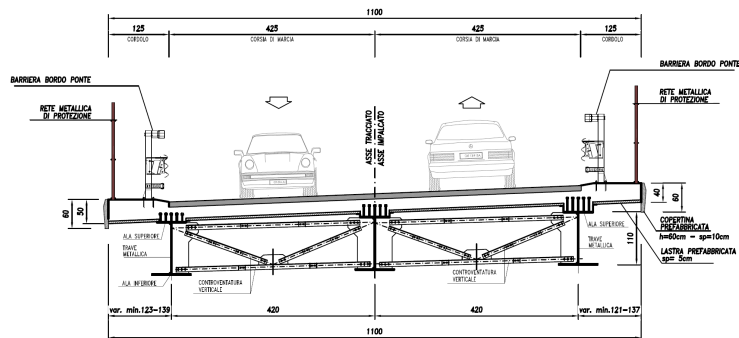 1100
125
425
425
125
CORDOLO
CORSIA DI MARCIA
CORSIA DI MARCIA
CORDOLO
BARRIERA BORDO PONTE
BARRIERA BORDO PONTE
RETE METALLICA
DI PROTEZIONE
RETE METALLICA
DI PROTEZIONE
ASSE TRACCIATO
ASSE IMPALCATO
60
50
40
60
110
ALA SUPERIORE
TRAVE
METALLICA
ALA INFERIORE
CONTROVENTATURA
VERTICALE
CONTROVENTATURA
VERTICALE
ALA SUPERIORE
TRAVE
METALLICA
COPERTINA
PREFABBRICATA
h=60cm - sp=10cm
LASTRA PREFABBRICATA
sp= 5cm
var. min.123-139
420
420
var. min.121-137
1100